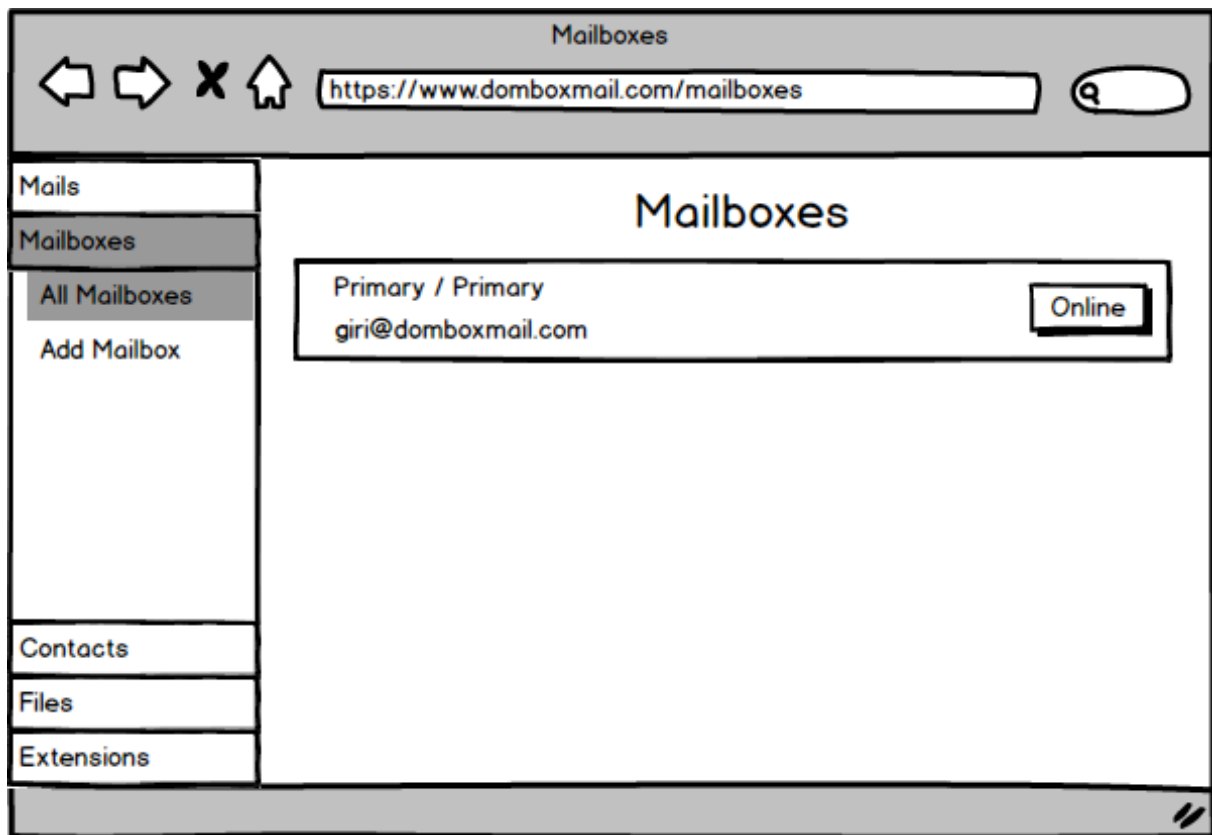 Mailboxes
https://www.domboxmail.com/mailboxes
Mails
Mailboxes
All Mailboxes
Add Mailbox
Contacts
Files
Extensions
Mailboxes
Primary / Primary
giri@domboxmail.com
Online